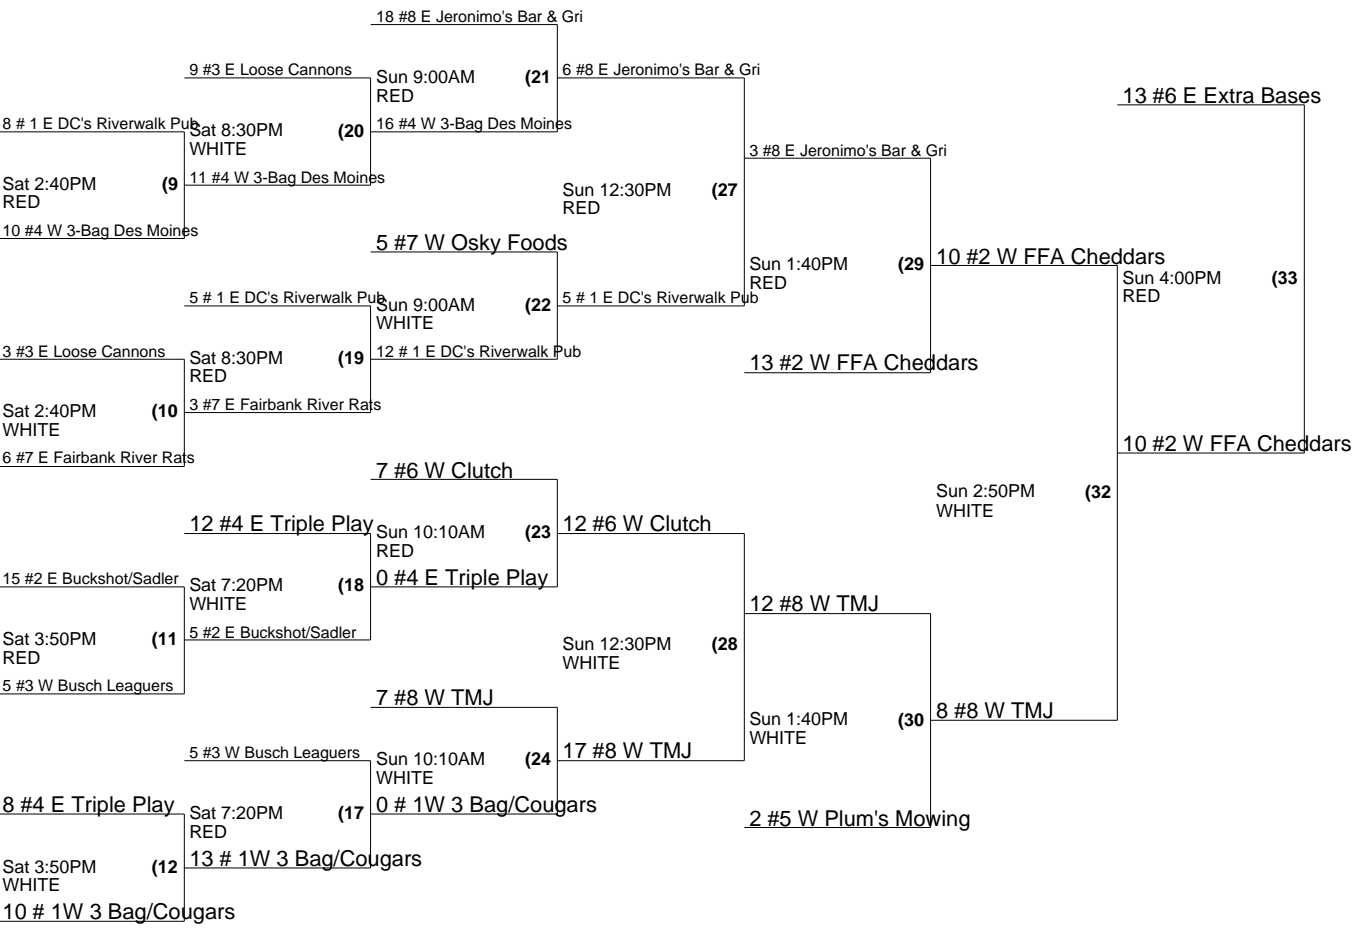 18 #8 E Jeronimo's Bar & Gri
9 #3 E Loose Cannons
Sun 9:00AM
RED
(21
6 #8 E Jeronimo's Bar & Gri
13 #6 E Extra Bases
8 # 1 E DC's Riverwalk Pub
Sat 8:30PM
WHITE
(20
16 #4 W 3-Bag Des Moines
3 #8 E Jeronimo's Bar & Gri
Sat 2:40PM
RED
(9
11 #4 W 3-Bag Des Moines
Sun 12:30PM
RED
(27
10 #4 W 3-Bag Des Moines
5 #7 W Osky Foods
Sun 1:40PM
RED
(29
10 #2 W FFA Cheddars
Sun 4:00PM
RED
(33
5 # 1 E DC's Riverwalk Pub
Sun 9:00AM
WHITE
(22
5 # 1 E DC's Riverwalk Pub
3 #3 E Loose Cannons
Sat 8:30PM
RED
(19
12 # 1 E DC's Riverwalk Pub
13 #2 W FFA Cheddars
Sat 2:40PM
WHITE
(10
3 #7 E Fairbank River Rats
10 #2 W FFA Cheddars
6 #7 E Fairbank River Rats
7 #6 W Clutch
Sun 2:50PM
WHITE
(32
12 #4 E Triple Play
Sun 10:10AM
RED
(23
12 #6 W Clutch
15 #2 E Buckshot/Sadler
Sat 7:20PM
WHITE
(18
0 #4 E Triple Play
12 #8 W TMJ
Sat 3:50PM
RED
(11
5 #2 E Buckshot/Sadler
Sun 12:30PM
WHITE
(28
5 #3 W Busch Leaguers
7 #8 W TMJ
Sun 1:40PM
WHITE
(30
8 #8 W TMJ
5 #3 W Busch Leaguers
Sun 10:10AM
WHITE
(24
17 #8 W TMJ
8 #4 E Triple Play
Sat 7:20PM
RED
(17
0 # 1W 3 Bag/Cougars
2 #5 W Plum's Mowing
Sat 3:50PM
WHITE
(12
13 # 1W 3 Bag/Cougars
10 # 1W 3 Bag/Cougars